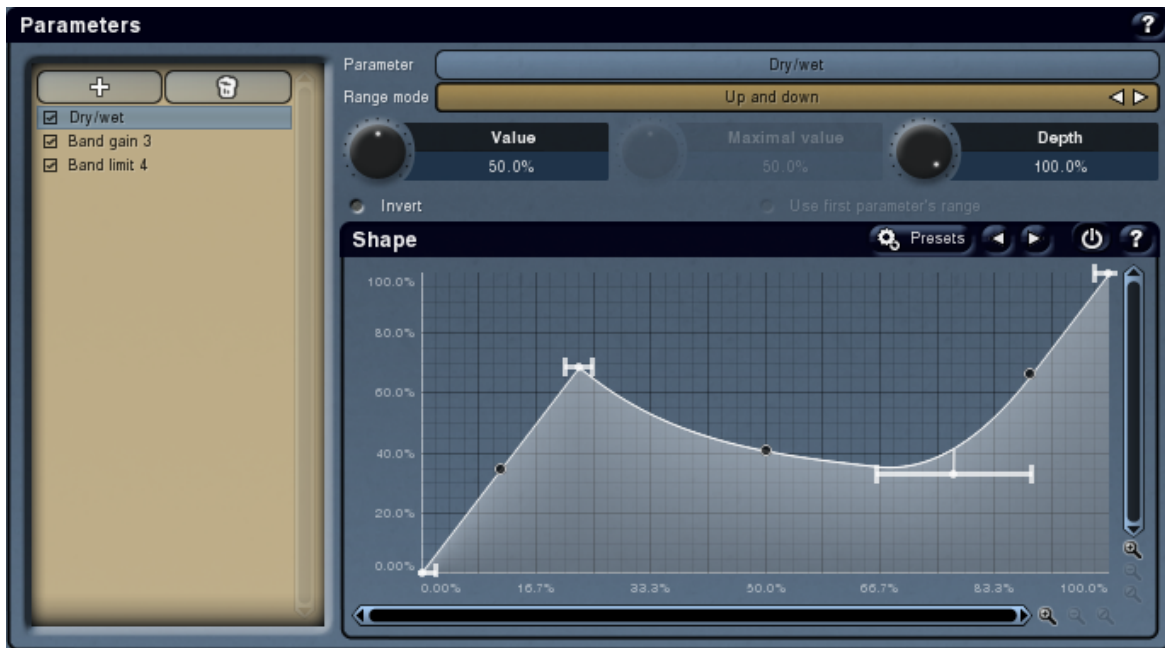 Parameters ?
Parameter Dry/wet
Range mode Up and down
Dry/wet
Band gain 3
Band limit 4
Value Maximal value Depth
50.0% 50.0% 100.0%
Invert Use first parameter's range
Shape Presets ?
100.0%
80.0%
60.0%
40.0%
20.0%
0.00%
0.00% 16.7% 33.3% 50.0% 66.7% 83.3% 100.0%